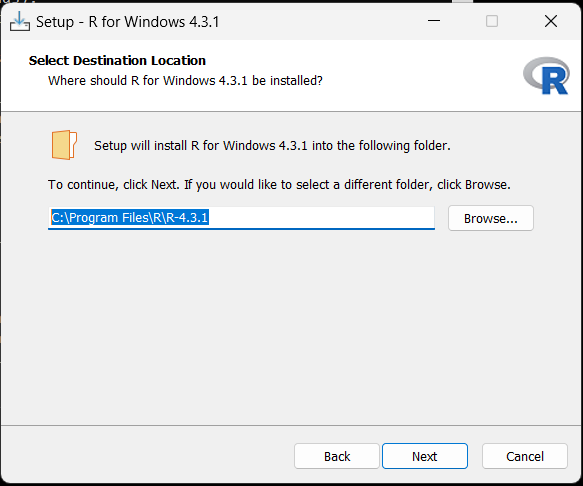 Setup - R for Windows 4.3.1
Select Destination Location
Where should R for Windows 4.3.1 be installed?
R
Setup will install R for Windows 4.3.1 into the following folder.
To continue, click Next. If you would like to select a different folder, click Browse.
C:\Program Files\R\R-4.3.1
Browse...
Back
Next
Cancel